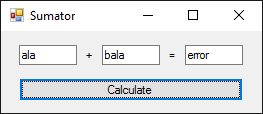 Sumator
ala + bala = error
Calculate